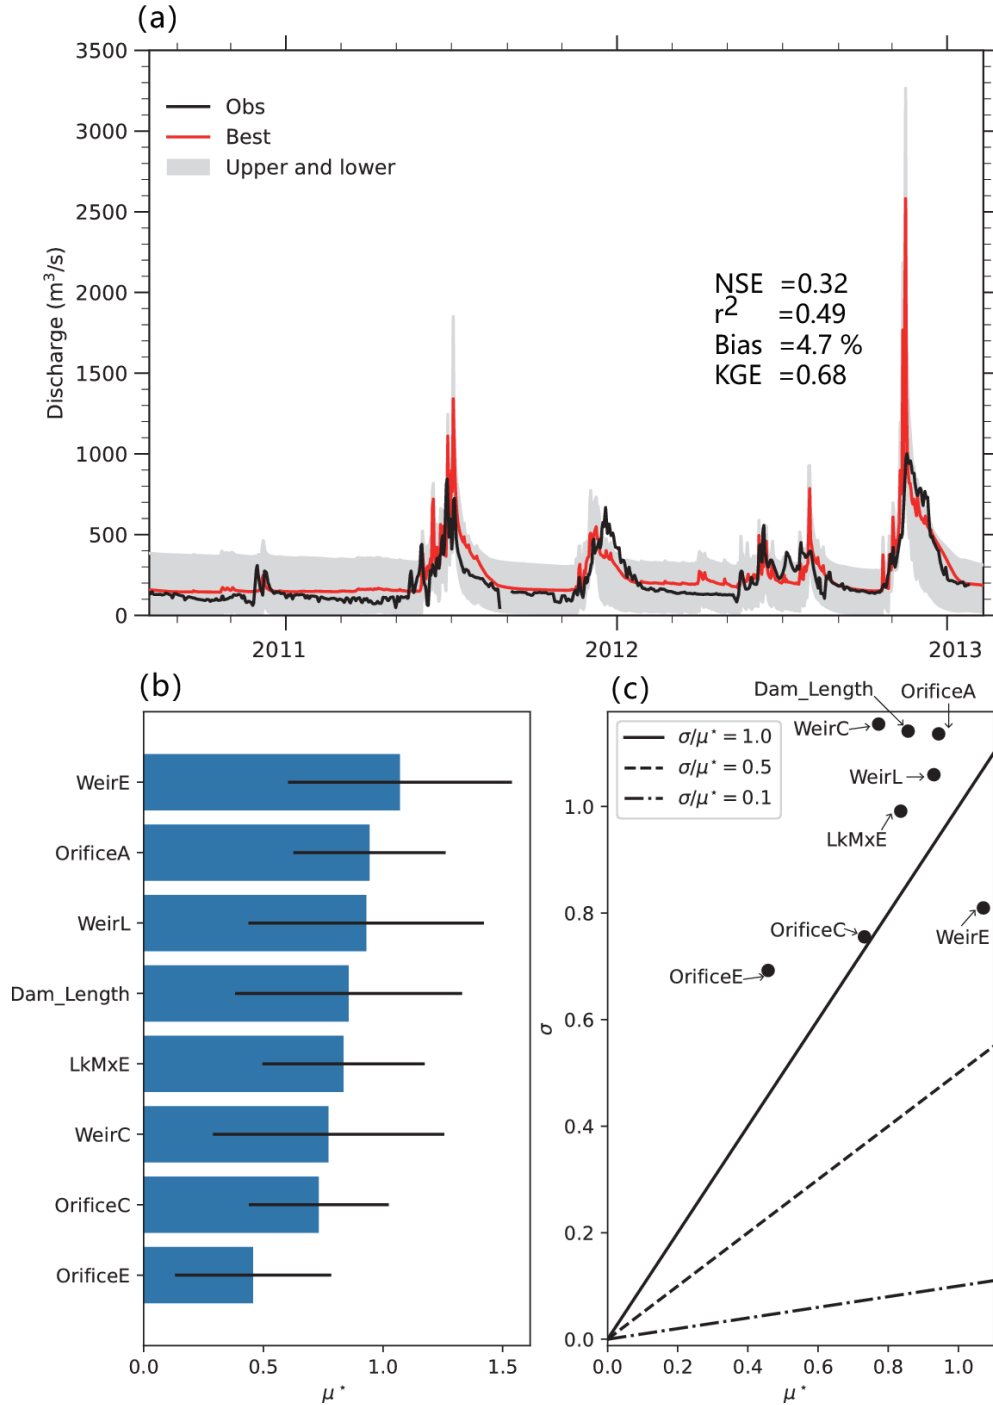 (a)
3500
3000
2500
2000
1500
1000
500
0
Discharge (m³/s)
Obs
Best
Upper and lower
NSE =0.32
r² =0.49
Bias =4.7 %
KGE =0.68
2011
2012
2013
(b)
WeirE
OrificeA
WeirL
Dam_Length
LkMxE
WeirC
OrificeC
OrificeE
0.0
0.5
1.0
1.5
μ*
(c)
Dam_Length
OrificeA
WeirC
WeirL
LkMxE
OrificeC
WeirE
OrificeE
σ/μ* = 1.0
σ/μ* = 0.5
σ/μ* = 0.1
1.0
0.8
0.6
0.4
0.2
0.0
σ
0.0
0.2
0.4
0.6
0.8
1.0
μ*